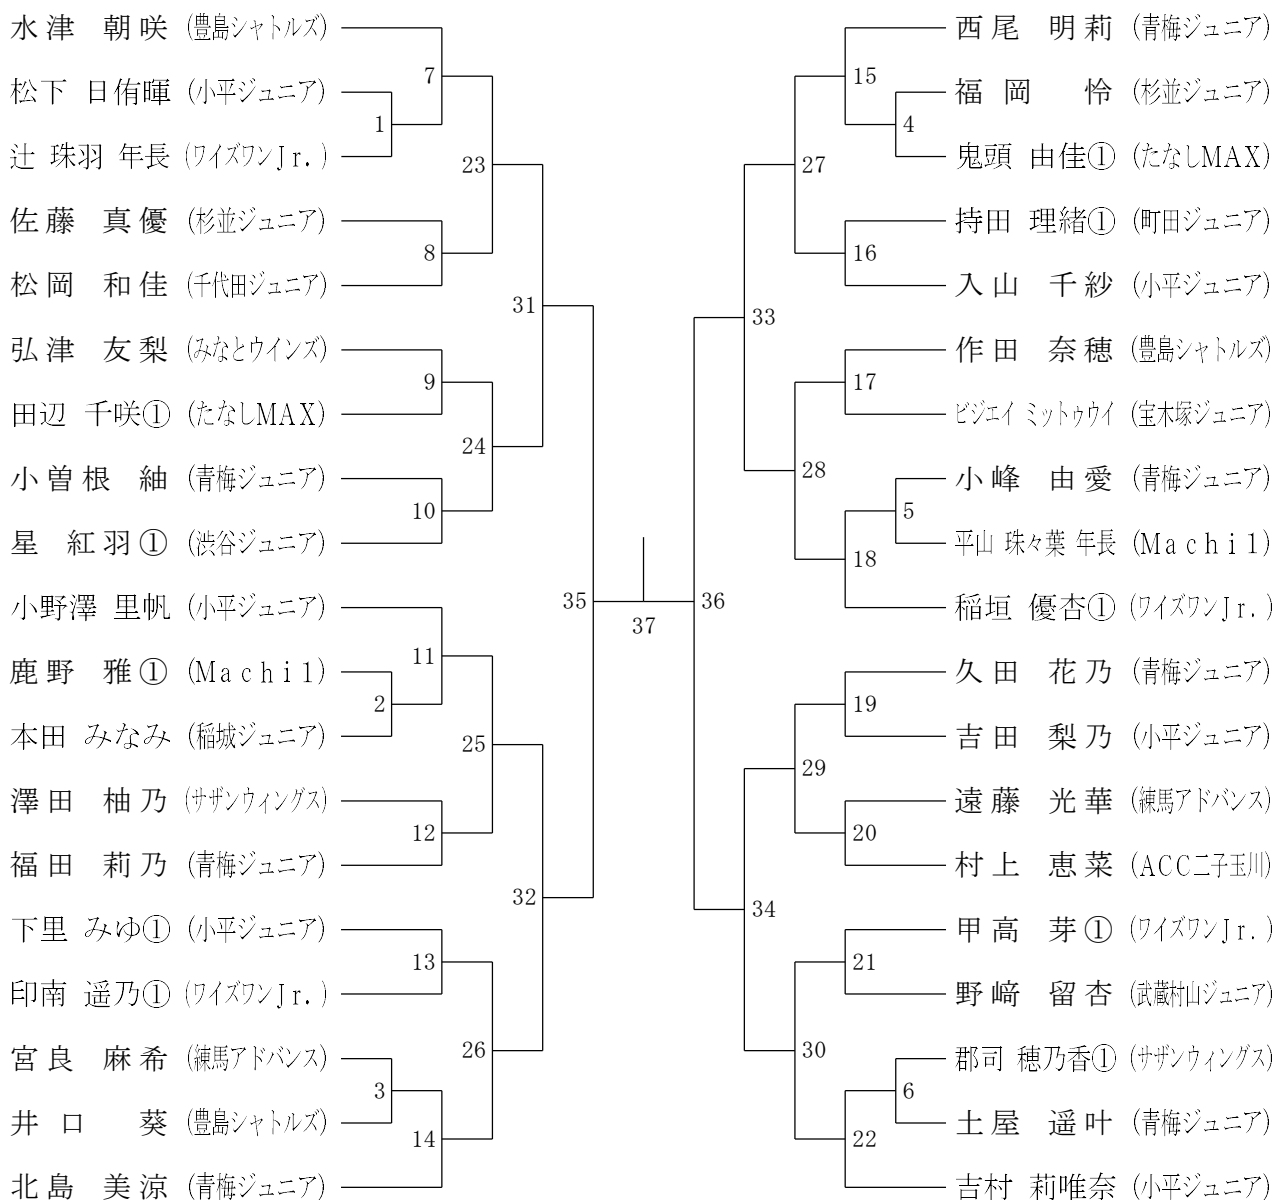 水津 朝咲 (豊島シャトルズ)
7
松下 日侑暉 (小平ジュニア)
1
辻 珠羽 年長 (ワイズワンJr.)
23
佐藤 真優 (杉並ジュニア)
8
松岡 和佳 (千代田ジュニア)
31
弘津 友梨 (みなとウインズ)
9
田辺 千咲① (たなしMAX)
24
小曽根 紬 (青梅ジュニア)
10
星 紅羽① (渋谷ジュニア)
35
小野澤 里帆 (小平ジュニア)
11
鹿野 雅① (Machi1)
2
本田 みなみ (稲城ジュニア)
25
澤田 柚乃 (サザンウィングス)
12
福田 莉乃 (青梅ジュニア)
32
下里 みゆ① (小平ジュニア)
13
印南 遥乃① (ワイズワンJr.)
26
宮良 麻希 (練馬アドバンス)
3
井口 葵 (豊島シャトルズ)
14
北島 美涼 (青梅ジュニア)
37
西尾 明莉 (青梅ジュニア)
15
福岡 怜 (杉並ジュニア)
4
鬼頭 由佳① (たなしMAX)
27
持田 理緒① (町田ジュニア)
16
入山 千紗 (小平ジュニア)
33
作田 奈穂 (豊島シャトルズ)
17
ビジエイ ミットゥウイ (宝木塚ジュニア)
28
小峰 由愛 (青梅ジュニア)
5
平山 珠々葉 年長 (Machi1)
18
稲垣 優杏① (ワイズワンJr.)
36
久田 花乃 (青梅ジュニア)
19
吉田 梨乃 (小平ジュニア)
29
遠藤 光華 (練馬アドバンス)
20
村上 恵菜 (ACC二子玉川)
34
甲高 芽① (ワイズワンJr.)
21
野﨑 留杏 (武蔵村山ジュニア)
30
郡司 穂乃香① (サザンウィングス)
6
土屋 遥叶 (青梅ジュニア)
22
吉村 莉唯奈 (小平ジュニア)